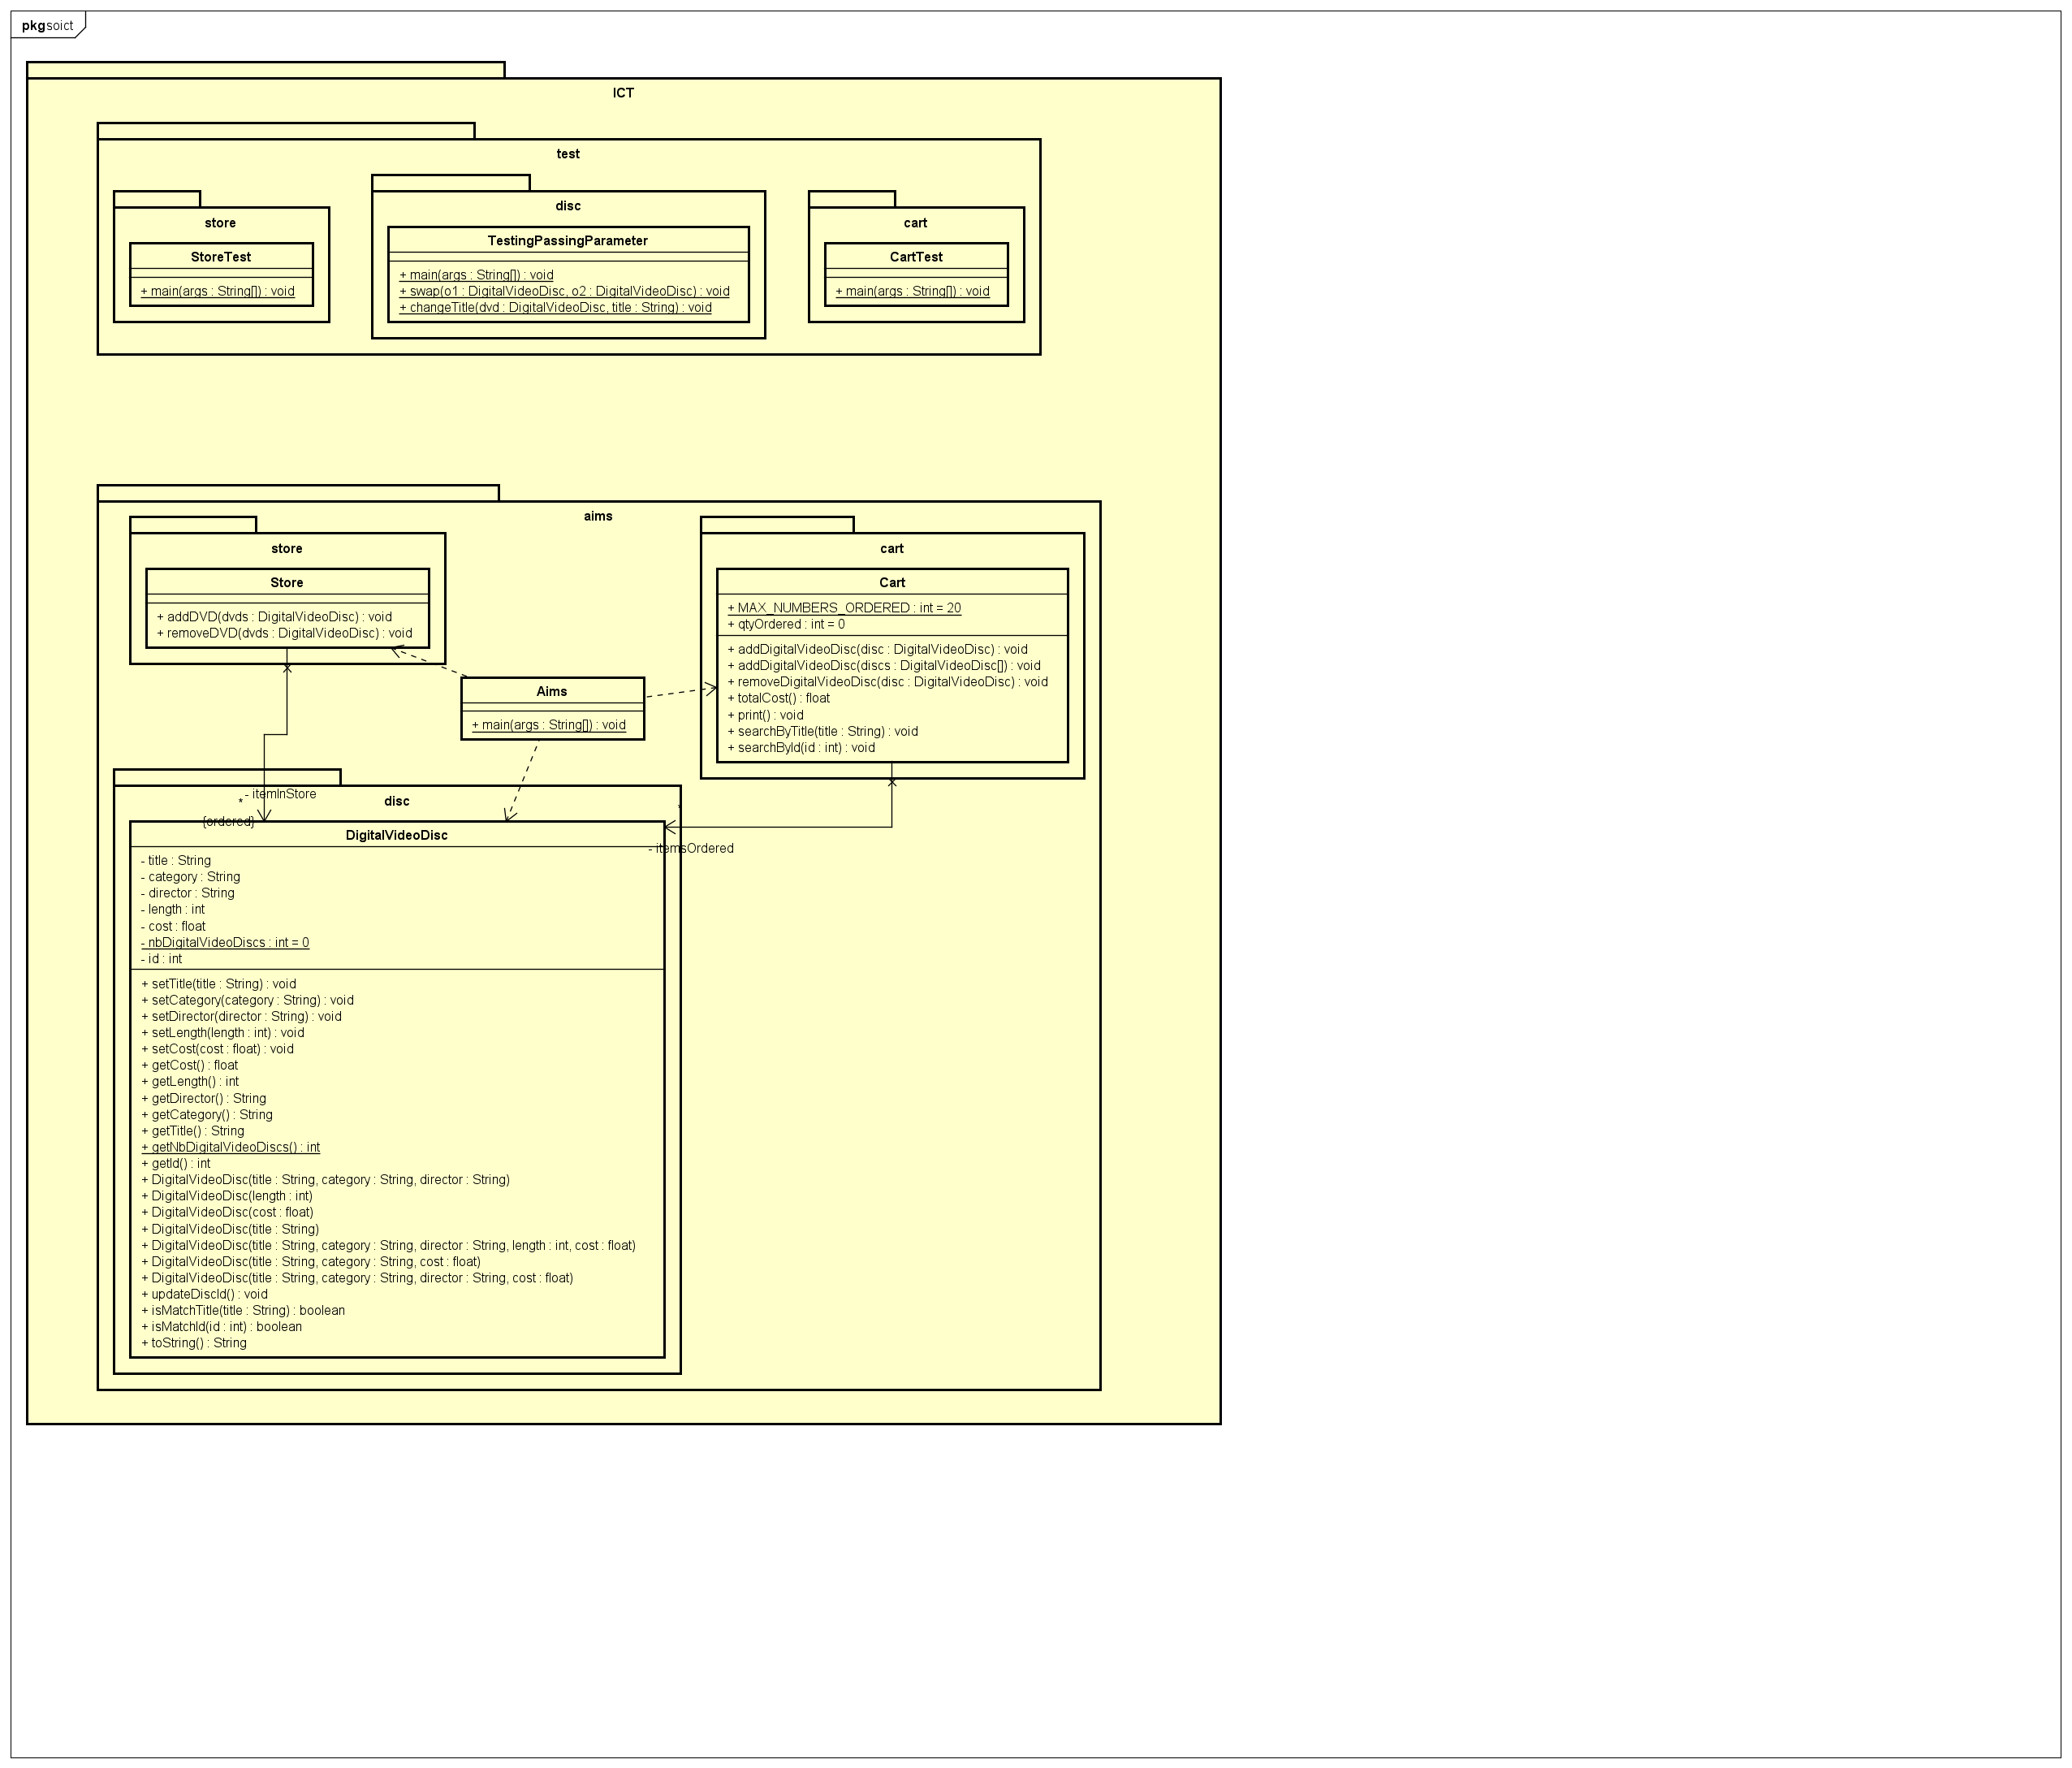 pkg soict
ICT
test
store
StoreTest
+ main(args : String[]) : void
disc
TestingPassingParameter
+ main(args : String[]) : void
+ swap(o1 : DigitalVideoDisc, o2 : DigitalVideoDisc) : void
+ changeTitle(dvd : DigitalVideoDisc, title : String) : void
cart
CartTest
+ main(args : String[]) : void
aims
store
Store
+ addDVD(dvds : DigitalVideoDisc) : void
+ removeDVD(dvds : DigitalVideoDisc) : void
cart
Cart
+ MAX_NUMBERS_ORDERED : int = 20
+ qtyOrdered : int = 0
+ addDigitalVideoDisc(disc : DigitalVideoDisc) : void
+ addDigitalVideoDisc(discs : DigitalVideoDisc[]) : void
+ removeDigitalVideoDisc(disc : DigitalVideoDisc) : void
+ totalCost() : float
+ print() : void
+ searchByTitle(title : String) : void
+ searchById(id : int) : void
Aims
+ main(args : String[]) : void
- itemInStore
*
{ordered}
- itemsOrdered
disc
DigitalVideoDisc
- title : String
- category : String
- director : String
- length : int
- cost : float
- nbDigitalVideoDiscs : int = 0
- id : int
+ setTitle(title : String) : void
+ setCategory(category : String) : void
+ setDirector(director : String) : void
+ setLength(length : int) : void
+ setCost(cost : float) : void
+ getCost() : float
+ getLength() : int
+ getDirector() : String
+ getCategory() : String
+ getTitle() : String
+ getNbDigitalVideoDiscs() : int
+ getId() : int
+ DigitalVideoDisc(title : String, category : String, director : String)
+ DigitalVideoDisc(length : int)
+ DigitalVideoDisc(cost : float)
+ DigitalVideoDisc(title : String)
+ DigitalVideoDisc(title : String, category : String, director : String, length : int, cost : float)
+ DigitalVideoDisc(title : String, category : String, cost : float)
+ DigitalVideoDisc(title : String, category : String, director : String, cost : float)
+ updateDiscId() : void
+ isMatchTitle(title : String) : boolean
+ isMatchId(id : int) : boolean
+ toString() : String